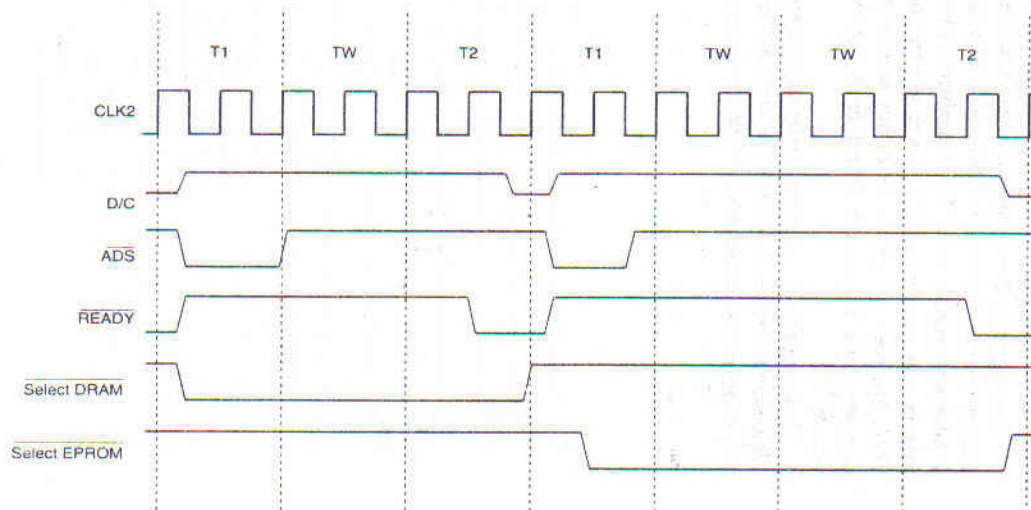 T1 TW T2 T1 TW TW T2
CLK2
D/C
ADS
READY
Select DRAM
Select EPROM